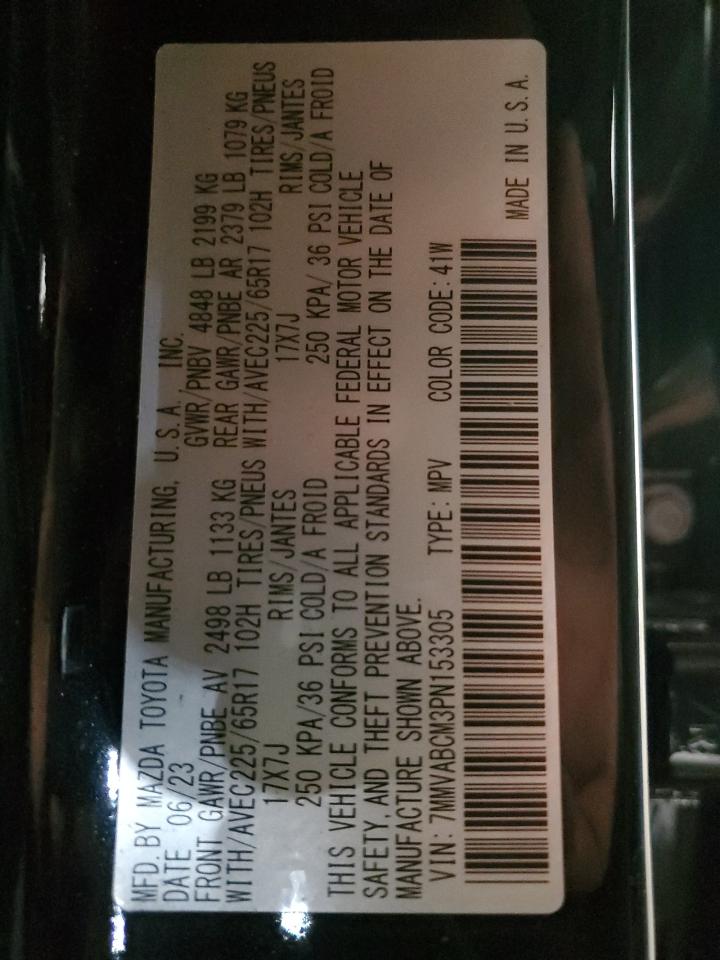 MFD. BY MAZDA TOYOTA MANUFACTURING, U. S. A., INC.
DATE 06/23 GVWR/PNBV 4848 LB 2199 KG
FRONT GAWR/PNBE AV 2498 LB 1133 KG REAR GAWR/PNBE AR 2379 LB 1079 KG
WITH/AVEC225/65R17 102H TIRES/PNEUS WITH/AVEC225/65R17 102H TIRES/PNEUS
17X7J RIMS/JANTES 17X7J RIMS/JANTES
250 KPA/36 PSI COLD/A FROID 250 KPA/ 36 PSI COLD/A FROID
THIS VEHICLE CONFORMS TO ALL APPLICABLE FEDERAL MOTOR VEHICLE
SAFETY, AND THEFT PREVENTION STANDARDS IN EFFECT ON THE DATE OF
MANUFACTURE SHOWN ABOVE.
VIN: 7MMVABCM3PN153305 TYPE: MPV COLOR CODE: 41W
MADE IN U. S. A.